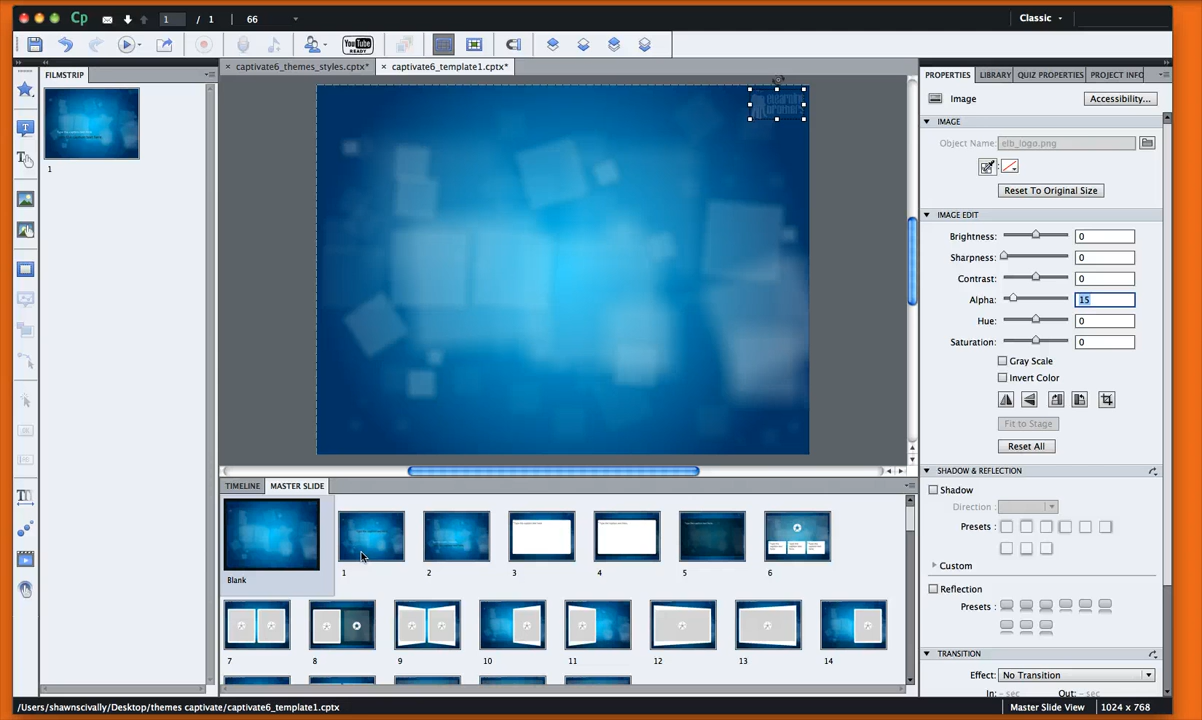 Cp 1 / 1 66 Classic
YouTube
READY
FILMSTRIP
captivate6_themes_styles.cptx*
captivate6_template1.cptx*
1
elearning
brothers
PROPERTIES LIBRARY QUIZ PROPERTIES PROJECT INFO
Image
Accessibility...
IMAGE
Object Name: elb_logo.png
Reset To Original Size
IMAGE EDIT
Brightness: 0
Sharpness: 0
Contrast: 0
Alpha: 15
Hue: 0
Saturation: 0
Gray Scale
Invert Color
Fit to Stage
Reset All
SHADOW & REFLECTION
Shadow
Direction :
Presets :
Custom
Reflection
Presets :
TRANSITION
Effect: No Transition
In: - sec Out: - sec
TIMELINE MASTER SLIDE
Blank
1 2 3 4 5 6
7 8 9 10 11 12 13 14
/Users/shawnscivally/Desktop/themes captivate/captivate6_template1.cptx
Master Slide View 1024 x 768